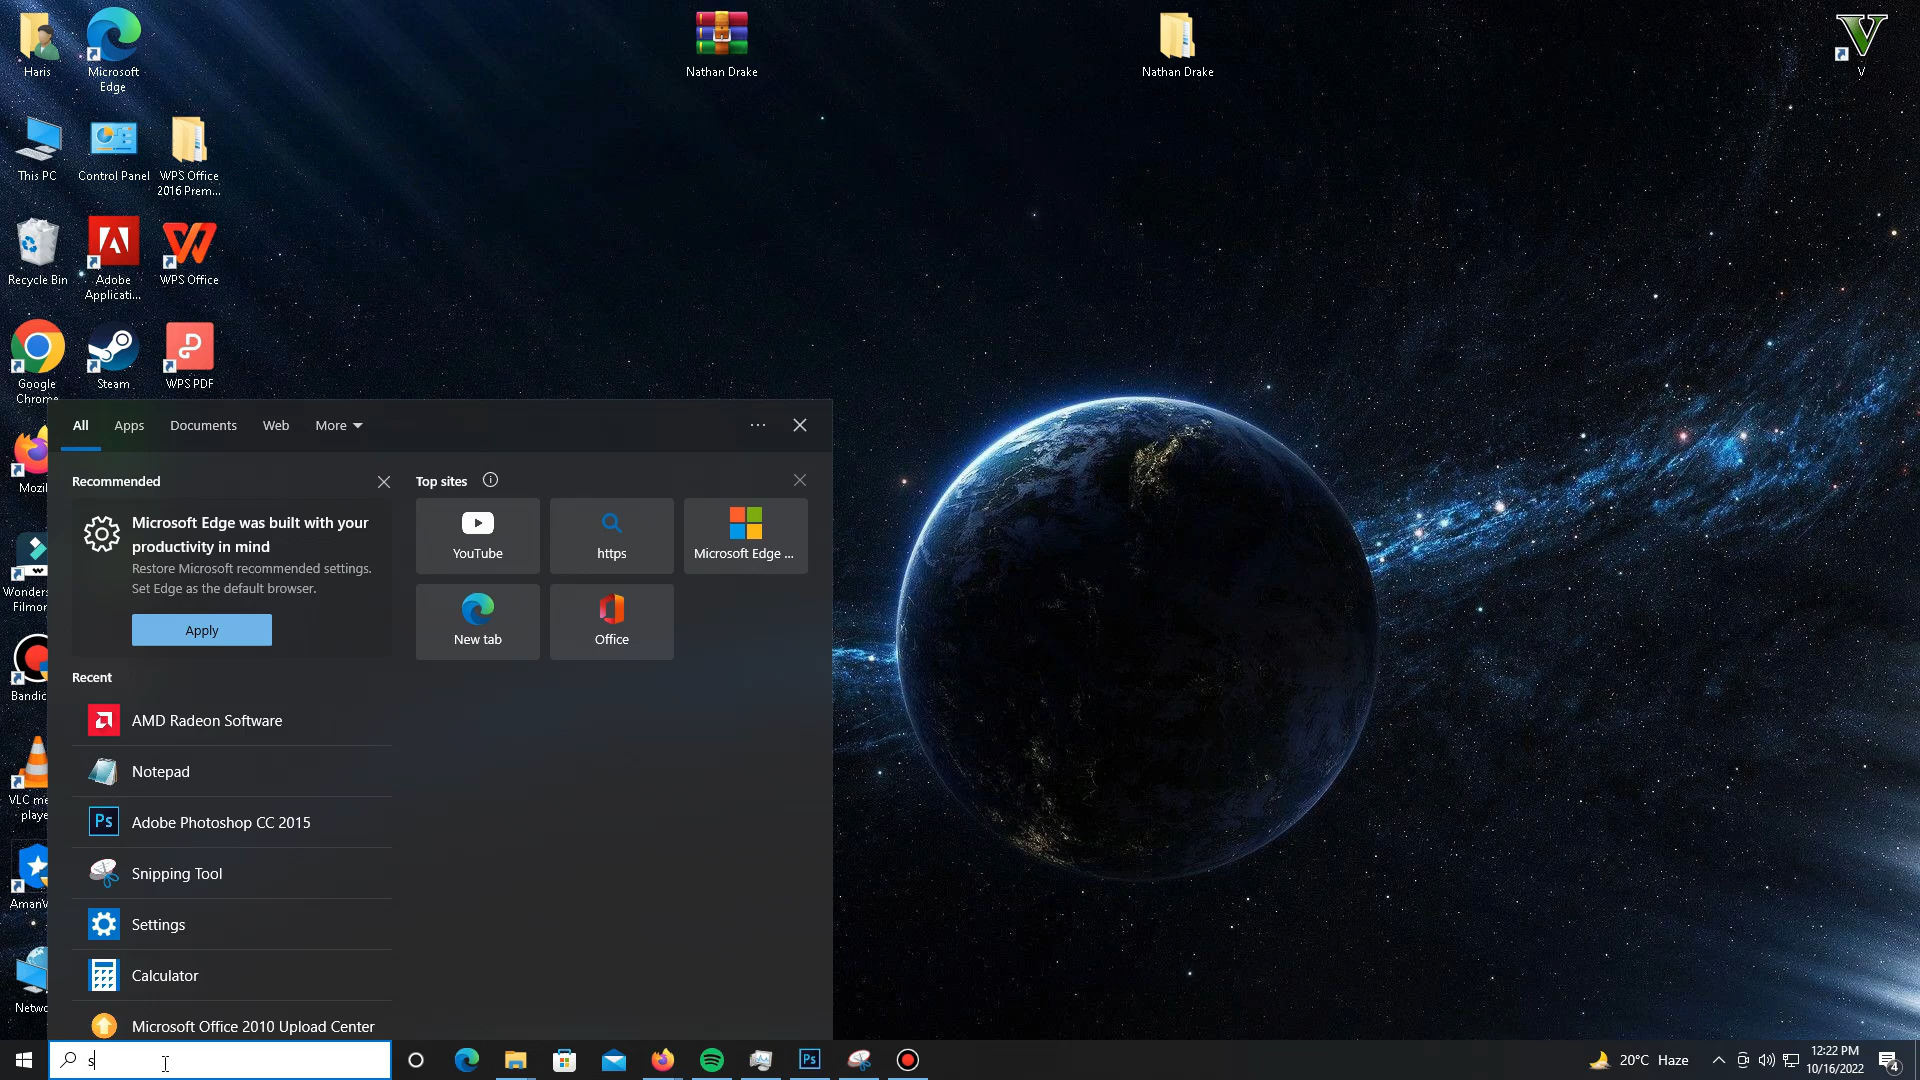 Haris
Microsoft
Edge
Nathan Drake
Nathan Drake
V
This PC
Control Panel
WPS Office
2016 Prem...
Recycle Bin
Adobe
Applicati...
WPS Office
Google
Chrome
Steam
WPS PDF
Mozil
Wonders
Filmor
Bandic
VLC me
playe
AmanV
Netwo
All
Apps
Documents
Web
More
Recommended
Microsoft Edge was built with your
productivity in mind
Restore Microsoft recommended settings.
Set Edge as the default browser.
Apply
Top sites
YouTube
https
Microsoft Edge ...
New tab
Office
Recent
AMD Radeon Software
Notepad
Ps
Adobe Photoshop CC 2015
Snipping Tool
Settings
Calculator
Microsoft Office 2010 Upload Center
s
Ps
20°C Haze
12:22 PM
10/16/2022
4